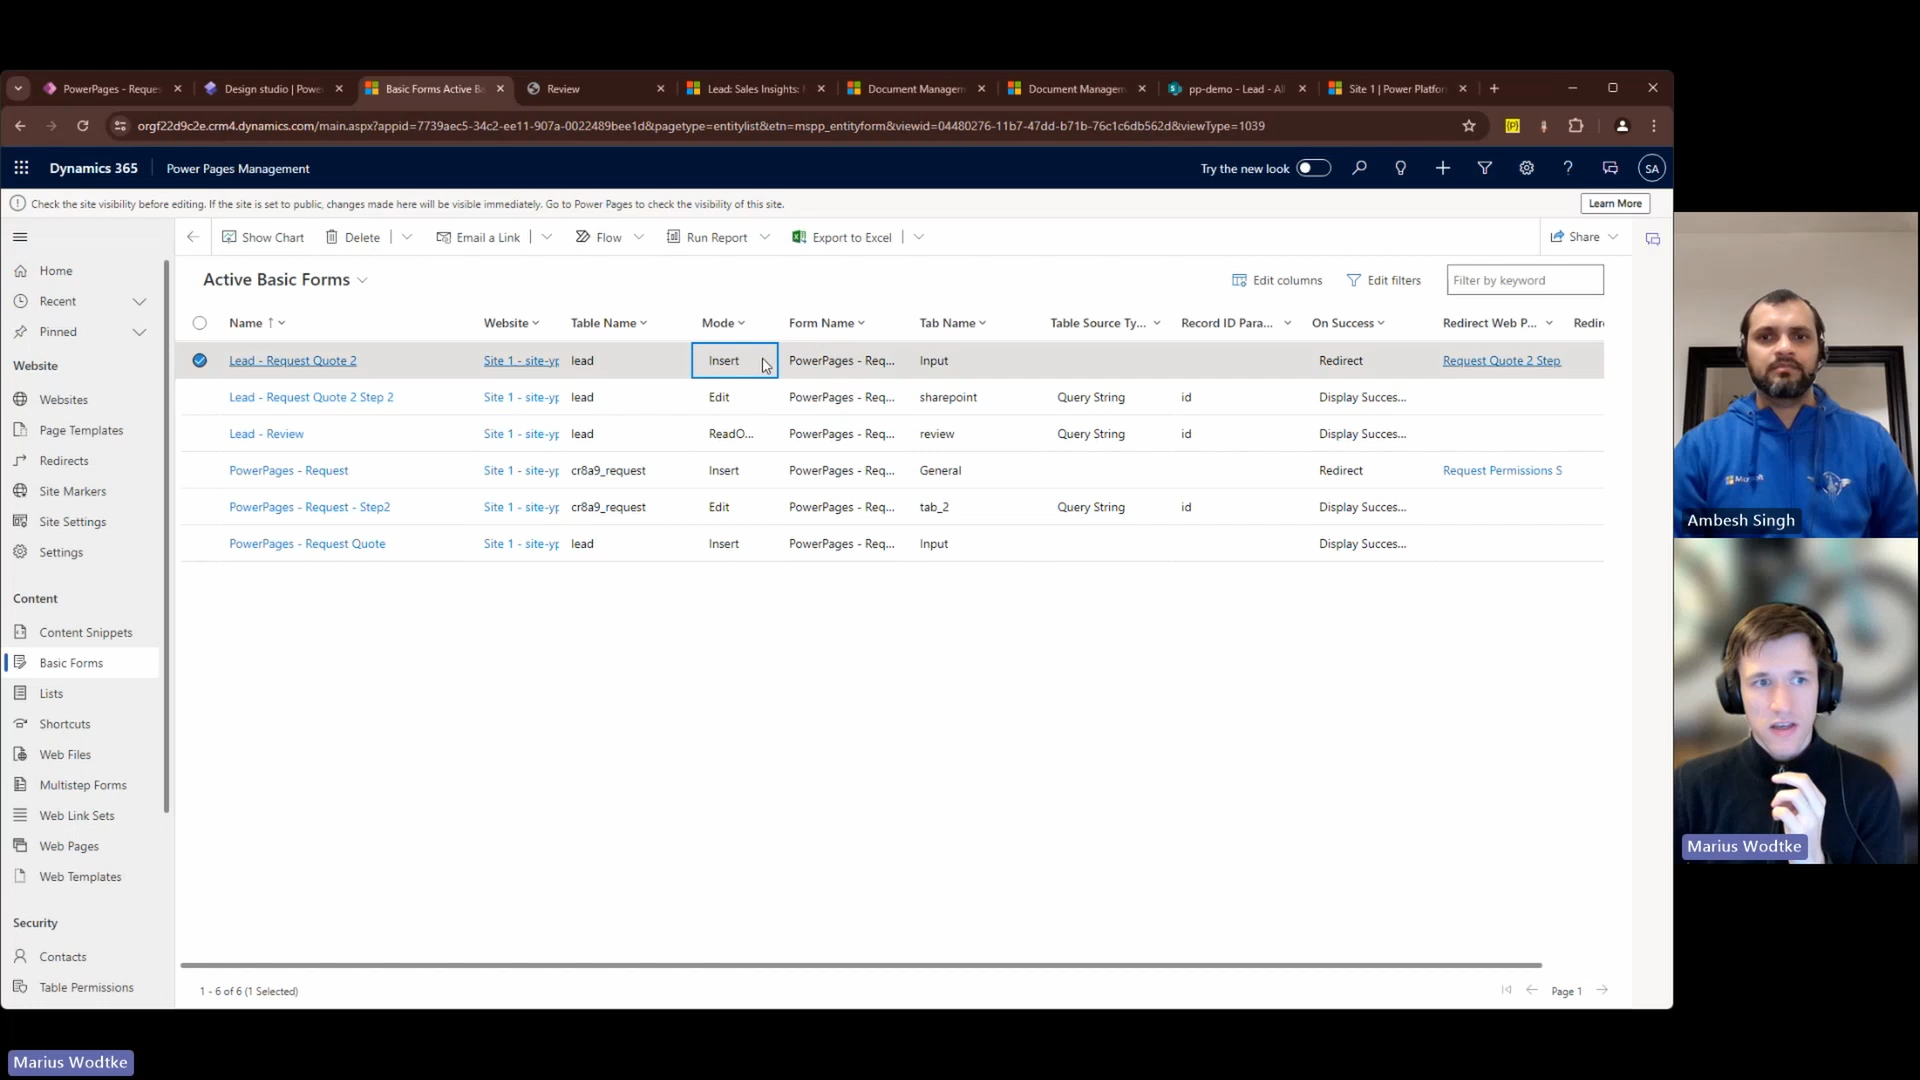 PowerPages - Reques
Design studio | Powe
Basic Forms Active Ba
Review
Lead: Sales Insights:
Document Managem
Document Managem
pp-demo - Lead - All
Site 1 | Power Platfor
orgf22d9c2e.crm4.dynamics.com/main.aspx?appid=7739aec5-34c2-ee11-907a-0022489bee1d&pagetype=entitylist&etn=mspp_entityform&viewid=04480276-11b7-47dd-b71b-76c1c6db562d&viewType=1039
Dynamics 365
Power Pages Management
Try the new look
SA
Check the site visibility before editing. If the site is set to public, changes made here will be visible immediately. Go to Power Pages to check the visibility of this site.
Learn More
Show Chart
Delete
Email a Link
Flow
Run Report
Export to Excel
Share
Home
Recent
Pinned
Website
Websites
Page Templates
Redirects
Site Markers
Site Settings
Settings
Content
Content Snippets
Basic Forms
Lists
Shortcuts
Web Files
Multistep Forms
Web Link Sets
Web Pages
Web Templates
Security
Contacts
Table Permissions
Active Basic Forms
Edit columns
Edit filters
Filter by keyword
Name ↑ Website Table Name Mode Form Name Tab Name Table Source Ty... Record ID Para... On Success Redirect Web P... Redire
Lead - Request Quote 2 Site 1 - site-yp lead Insert PowerPages - Req... Input Redirect Request Quote 2 Step
Lead - Request Quote 2 Step 2 Site 1 - site-yp lead Edit PowerPages - Req... sharepoint Query String id Display Succes...
Lead - Review Site 1 - site-yp lead ReadO... PowerPages - Req... review Query String id Display Succes...
PowerPages - Request Site 1 - site-yp cr8a9_request Insert PowerPages - Req... General Redirect Request Permissions S
PowerPages - Request - Step2 Site 1 - site-yp cr8a9_request Edit PowerPages - Req... tab_2 Query String id Display Succes...
PowerPages - Request Quote Site 1 - site-yp lead Insert PowerPages - Req... Input Display Succes...
1 - 6 of 6 (1 Selected)
Page 1
Ambesh Singh
Marius Wodtke
Marius Wodtke